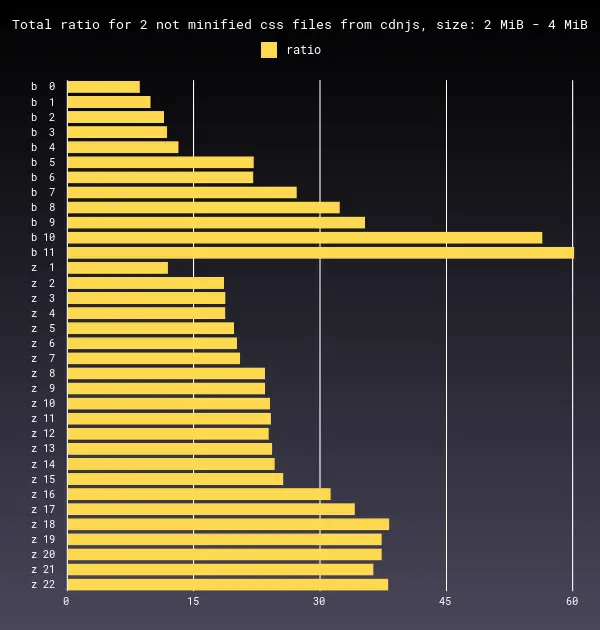 Total ratio for 2 not minified css files from cdnjs, size: 2 MiB - 4 MiB
ratio
b 0
b 1
b 2
b 3
b 4
b 5
b 6
b 7
b 8
b 9
b 10
b 11
z 1
z 2
z 3
z 4
z 5
z 6
z 7
z 8
z 9
z 10
z 11
z 12
z 13
z 14
z 15
z 16
z 17
z 18
z 19
z 20
z 21
z 22
0 15 30 45 60